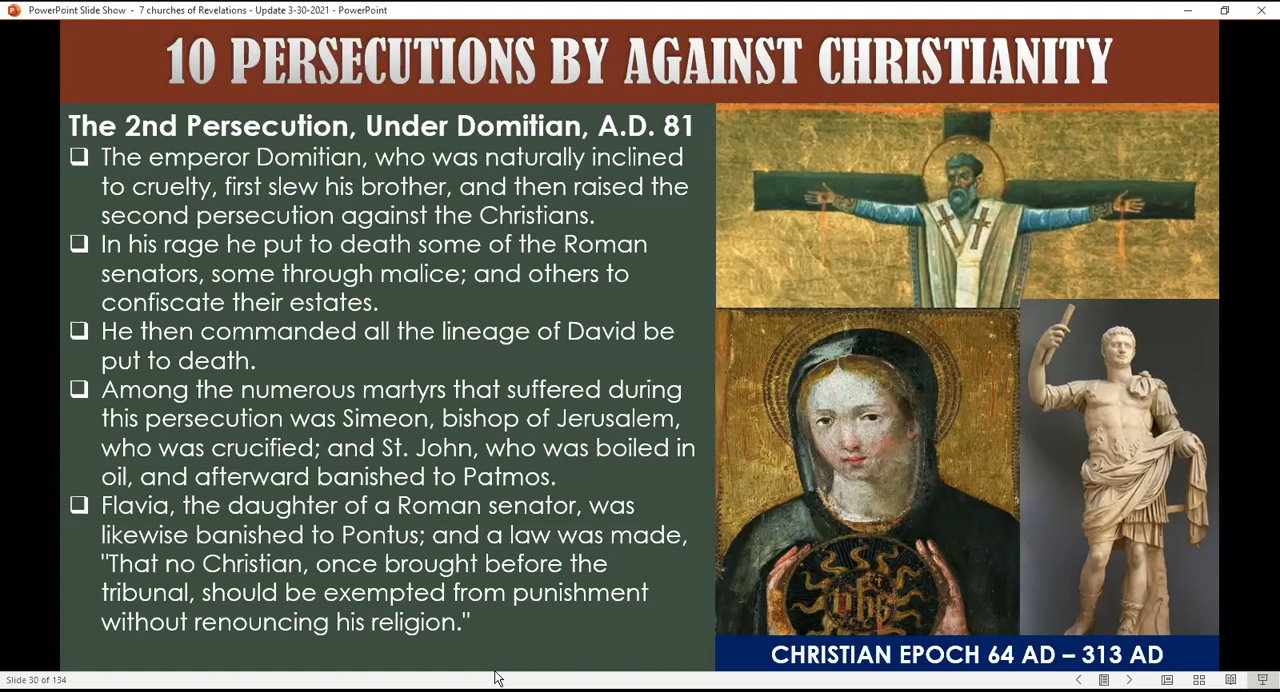 PowerPoint Slide Show - 7 churches of Revelations - Update 3-30-2021 - PowerPoint
10 PERSECUTIONS BY AGAINST CHRISTIANITY
The 2nd Persecution, Under Domitian, A.D. 81
The emperor Domitian, who was naturally inclined
to cruelty, first slew his brother, and then raised the
second persecution against the Christians.
In his rage he put to death some of the Roman
senators, some through malice; and others to
confiscate their estates.
He then commanded all the lineage of David be
put to death.
Among the numerous martyrs that suffered during
this persecution was Simeon, bishop of Jerusalem,
who was crucified; and St. John, who was boiled in
oil, and afterward banished to Patmos.
Flavia, the daughter of a Roman senator, was
likewise banished to Pontus; and a law was made,
"That no Christian, once brought before the
tribunal, should be exempted from punishment
without renouncing his religion."
CHRISTIAN EPOCH 64 AD – 313 AD
Slide 30 of 134